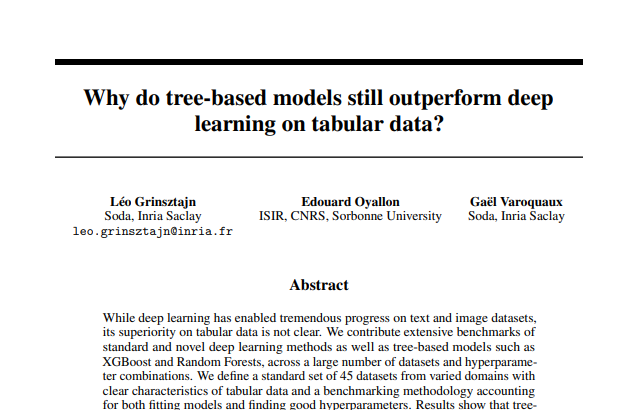 Why do tree-based models still outperform deep
learning on tabular data?
Léo Grinsztajn
Soda, Inria Saclay
leo.grinsztajn@inria.fr
Edouard Oyallon
ISIR, CNRS, Sorbonne University
Gaël Varoquaux
Soda, Inria Saclay
Abstract
While deep learning has enabled tremendous progress on text and image datasets,
its superiority on tabular data is not clear. We contribute extensive benchmarks of
standard and novel deep learning methods as well as tree-based models such as
XGBoost and Random Forests, across a large number of datasets and hyperparame-
ter combinations. We define a standard set of 45 datasets from varied domains with
clear characteristics of tabular data and a benchmarking methodology accounting
for both fitting models and finding good hyperparameters. Results show that tree-